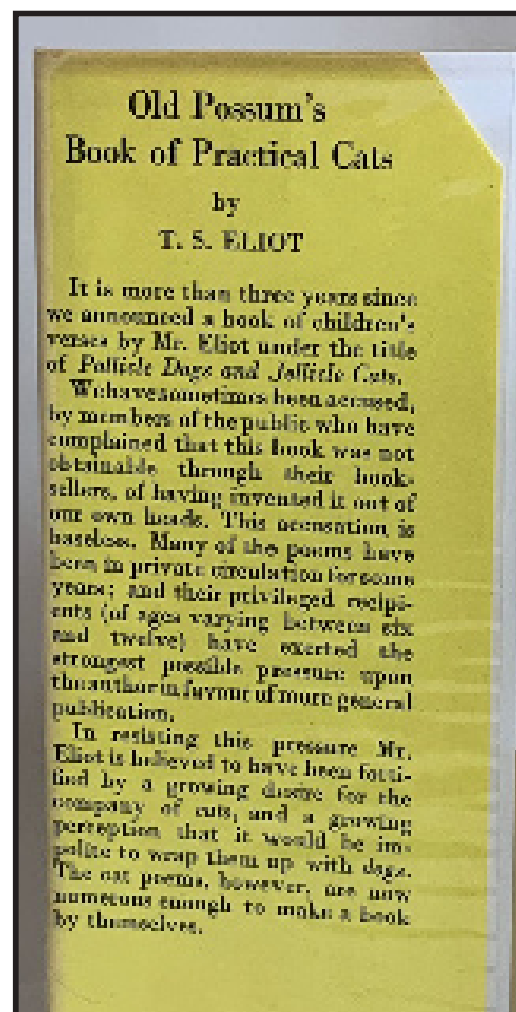 Old Possum's
Book of Practical Cats
by
T. S. ELIOT
It is more than three years since
we announced a book of children's
verses by Mr. Eliot under the title
of Pollicle Dogs and Jellicle Cats.
We have sometimes been accused,
by members of the public who have
complained that this book was not
obtainable through their book-
sellers, of having invented it out of
our own heads. This accusation is
baseless. Many of the poems have
been in private circulation for some
years; and their privileged recipi-
ents (of ages varying between six
and twelve) have exerted the
strongest possible pressure upon
the author in favour of more general
publication.
In resisting this pressure Mr.
Eliot is believed to have been forti-
fied by a growing desire for the
company of cats, and a growing
perception that it would be im-
polite to wrap them up with dogs.
The cat poems, however, are now
numerous enough to make a book
by themselves.